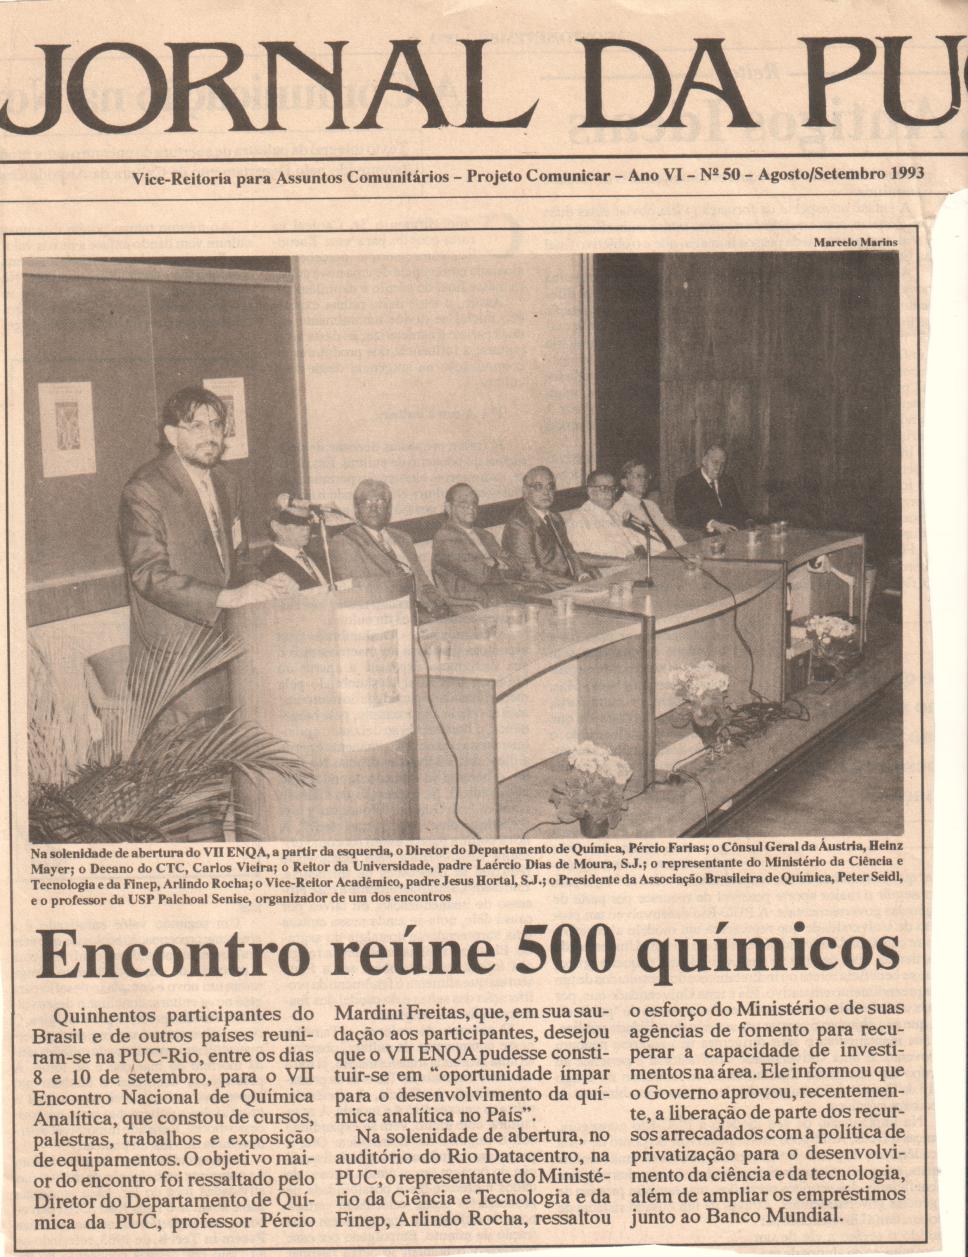 JORNAL DA PUC
Vice-Reitoria para Assuntos Comunitários – Projeto Comunicar – Ano VI – Nº 50 – Agosto/Setembro 1993
Marcelo Marins
Na solenidade de abertura do VII ENQA, a partir da esquerda, o Diretor do Departamento de Química, Pércio Farias; o Cônsul Geral da Áustria, Heinz
Mayer; o Decano do CTC, Carlos Vieira; o Reitor da Universidade, padre Laércio Dias de Moura, S.J.; o representante do Ministério da Ciência e
Tecnologia e da Finep, Arlindo Rocha; o Vice-Reitor Acadêmico, padre Jesus Hortal, S.J.; o Presidente da Associação Brasileira de Química, Peter Seidl,
e o professor da USP Palchoal Senise, organizador de um dos encontros
Encontro reúne 500 químicos
Quinhentos participantes do
Brasil e de outros países reuni-
ram-se na PUC-Rio, entre os dias
8 e 10 de setembro, para o VII
Encontro Nacional de Química
Analítica, que constou de cursos,
palestras, trabalhos e exposição
de equipamentos. O objetivo mai-
or do encontro foi ressaltado pelo
Diretor do Departamento de Quí-
mica da PUC, professor Pércio
Mardini Freitas, que, em sua sau-
dação aos participantes, desejou
que o VII ENQA pudesse consti-
tuir-se em “oportunidade ímpar
para o desenvolvimento da quí-
mica analítica no País”.
Na solenidade de abertura, no
auditório do Rio Datacentro, na
PUC, o representante do Ministé-
rio da Ciência e Tecnologia e da
Finep, Arlindo Rocha, ressaltou
o esforço do Ministério e de suas
agências de fomento para recu-
perar a capacidade de investi-
mentos na área. Ele informou que
o Governo aprovou, recentemen-
te, a liberação de parte dos recur-
sos arrecadados com a política de
privatização para o desenvolvi-
mento da ciência e da tecnologia,
além de ampliar os empréstimos
junto ao Banco Mundial.